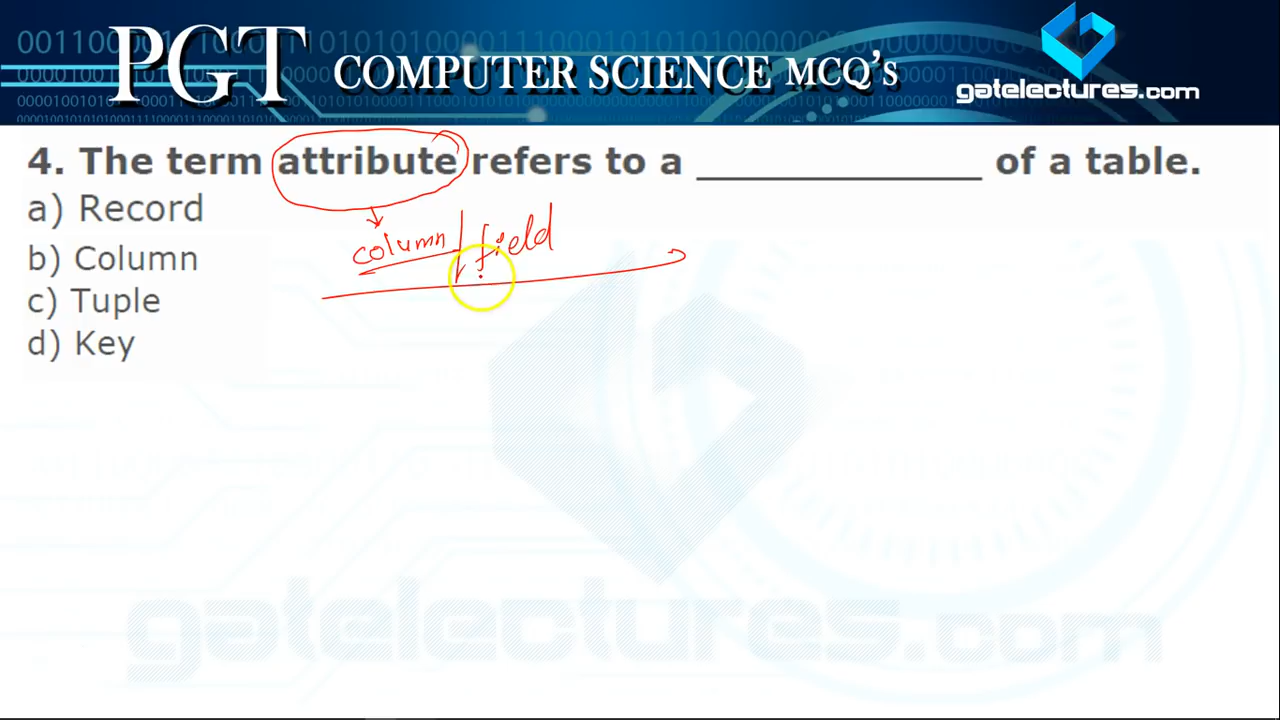 PGT COMPUTER SCIENCE MCQ's
gatelectures.com
4. The term attribute refers to a ______________ of a table.
a) Record
column / field
b) Column
c) Tuple
d) Key
gatelectures.com